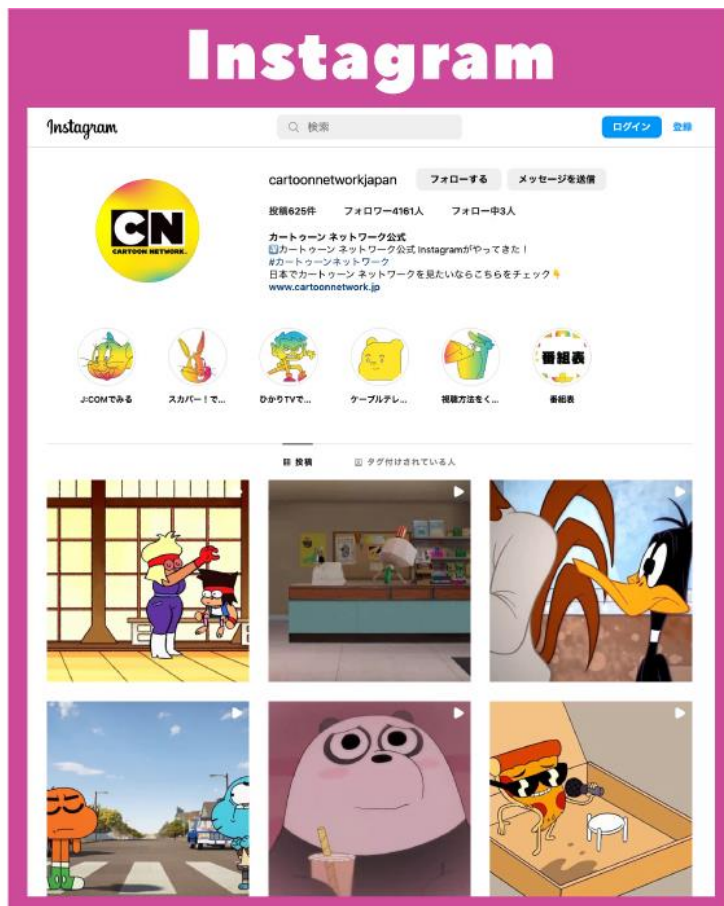 Instagram
Instagram
検索
ログイン 登録
cartoonnetworkjapan フォローする メッセージを送信
投稿625件 フォロワー4161人 フォロー中3人
カートゥーン ネットワーク公式
カートゥーン ネットワーク公式 Instagramがやってきた!
#カートゥーンネットワーク
日本でカートゥーン ネットワークを見たいならこちらをチェック👇
www.cartoonnetwork.jp
CN
CARTOON NETWORK.
番組表
J:COMでみる スカパー!で... ひかりTVで... ケーブルテレ... 視聴方法をく... 番組表
投稿 タグ付けされている人